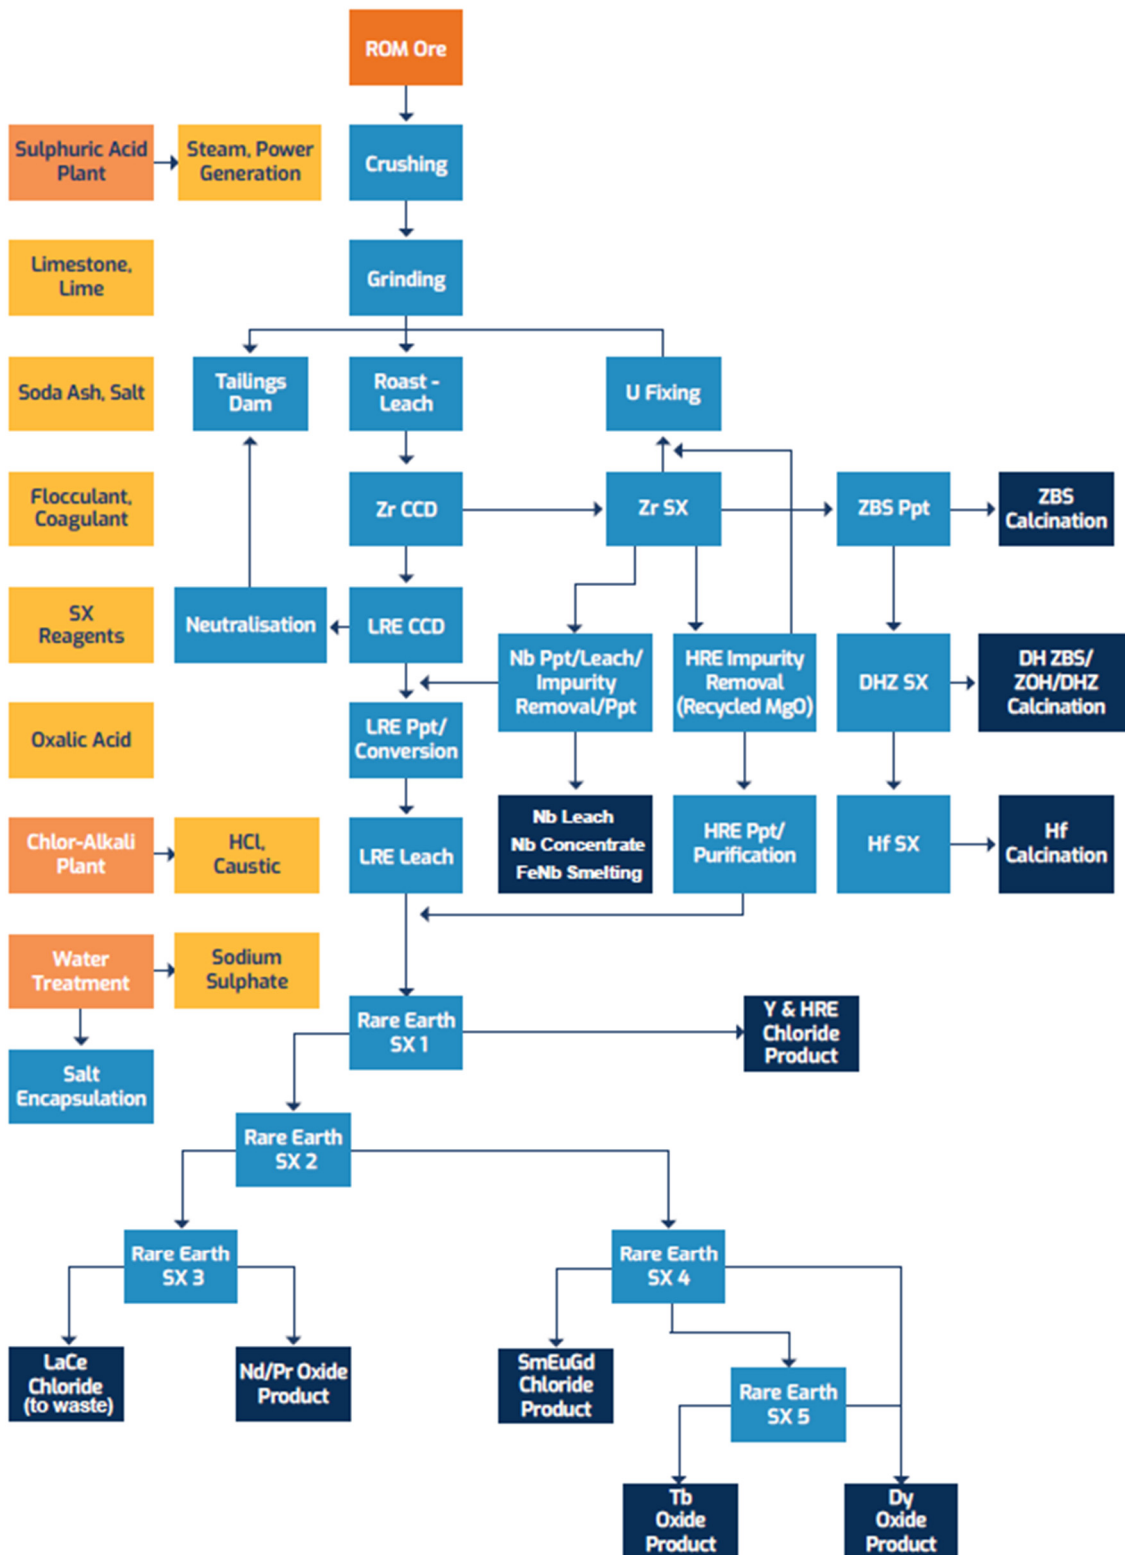 ROM Ore
Sulphuric Acid
Plant
Steam, Power
Generation
Crushing
Limestone,
Lime
Grinding
Soda Ash, Salt
Tailings
Dam
Roast -
Leach
U Fixing
Flocculant,
Coagulant
Zr CCD
Zr SX
ZBS Ppt
ZBS
Calcination
SX
Reagents
Neutralisation
LRE CCD
Nb Ppt/Leach/
Impurity
Removal/Ppt
HRE Impurity
Removal
(Recycled MgO)
DHZ SX
DH ZBS/
ZOH/DHZ
Calcination
Oxalic Acid
LRE Ppt/
Conversion
Chlor-Alkali
Plant
HCl,
Caustic
LRE Leach
Nb Leach
Nb Concentrate
FeNb Smelting
HRE Ppt/
Purification
Hf SX
Hf
Calcination
Water
Treatment
Sodium
Sulphate
Rare Earth
SX 1
Y & HRE
Chloride
Product
Salt
Encapsulation
Rare Earth
SX 2
Rare Earth
SX 3
Rare Earth
SX 4
LaCe
Chloride
(to waste)
Nd/Pr Oxide
Product
SmEuGd
Chloride
Product
Rare Earth
SX 5
Tb
Oxide
Product
Dy
Oxide
Product